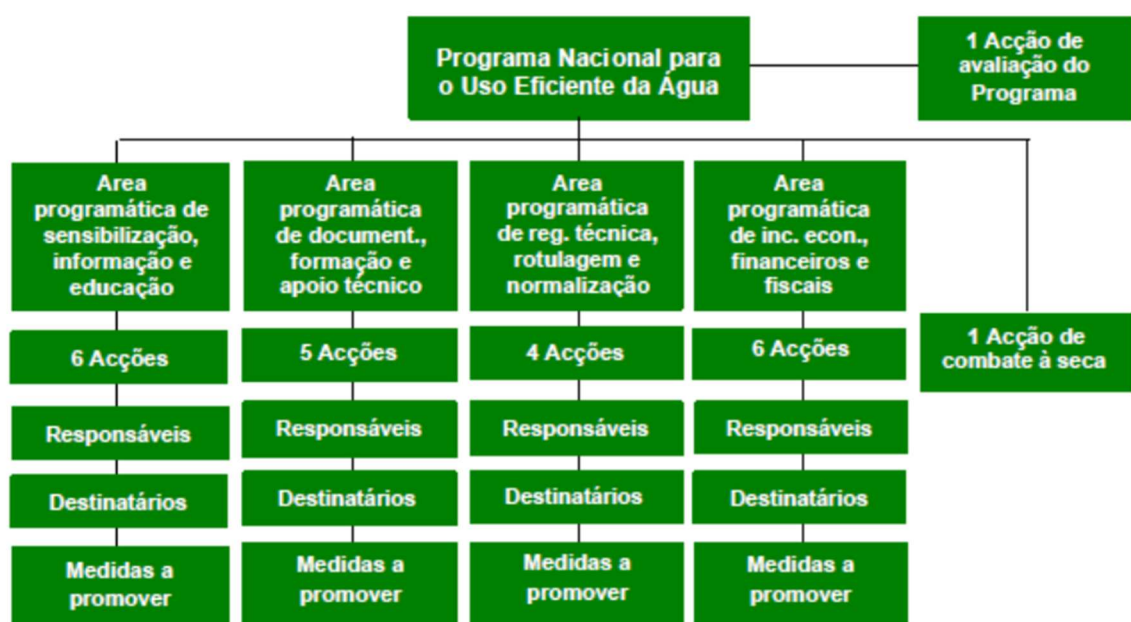 Programa Nacional para
o Uso Eficiente da Água
1 Acção de
avaliação do
Programa
Area
programática de
sensibilização,
informação e
educação
Area
programática
de document.,
formação e
apoio técnico
Area
programática
de reg. técnica,
rotulagem e
normalização
Area
programática
de inc. econ.,
financeiros e
fiscais
6 Acções
5 Acções
4 Acções
6 Acções
1 Acção de
combate à seca
Responsáveis
Responsáveis
Responsáveis
Responsáveis
Destinatários
Destinatários
Destinatários
Destinatários
Medidas a
promover
Medidas a
promover
Medidas a
promover
Medidas a
promover